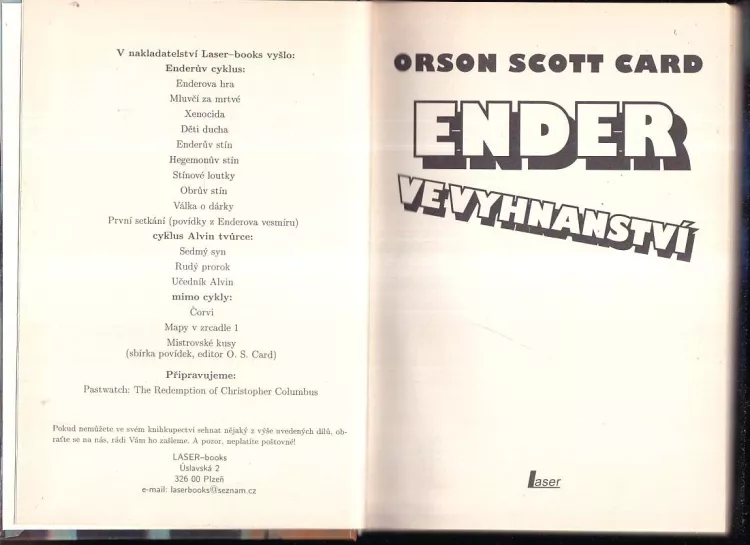 V nakladatelství Laser–books vyšlo:
Enderův cyklus:
Enderova hra
Mluvčí za mrtvé
Xenocida
Děti ducha
Enderův stín
Hegemonův stín
Stínové loutky
Obrův stín
Válka o dárky
První setkání (povídky z Enderova vesmíru)
cyklus Alvin tvůrce:
Sedmý syn
Rudý prorok
Učedník Alvin
mimo cykly:
Červi
Mapy v zrcadle 1
Mistrovské kusy
(sbírka povídek, editor O. S. Card)
Připravujeme:
Pastwatch: The Redemption of Christopher Columbus
Pokud nemůžete ve svém knihkupectví sehnat nějaký z výše uvedených dílů, ob-
raťte se na nás, rádi Vám ho zašleme. A pozor, neplatíte poštovné!
LASER–books
Úslavská 2
326 00 Plzeň
e-mail: laserbooks@seznam.cz
ORSON SCOTT CARD
ENDER
VE VYHNANSTVÍ
Laser